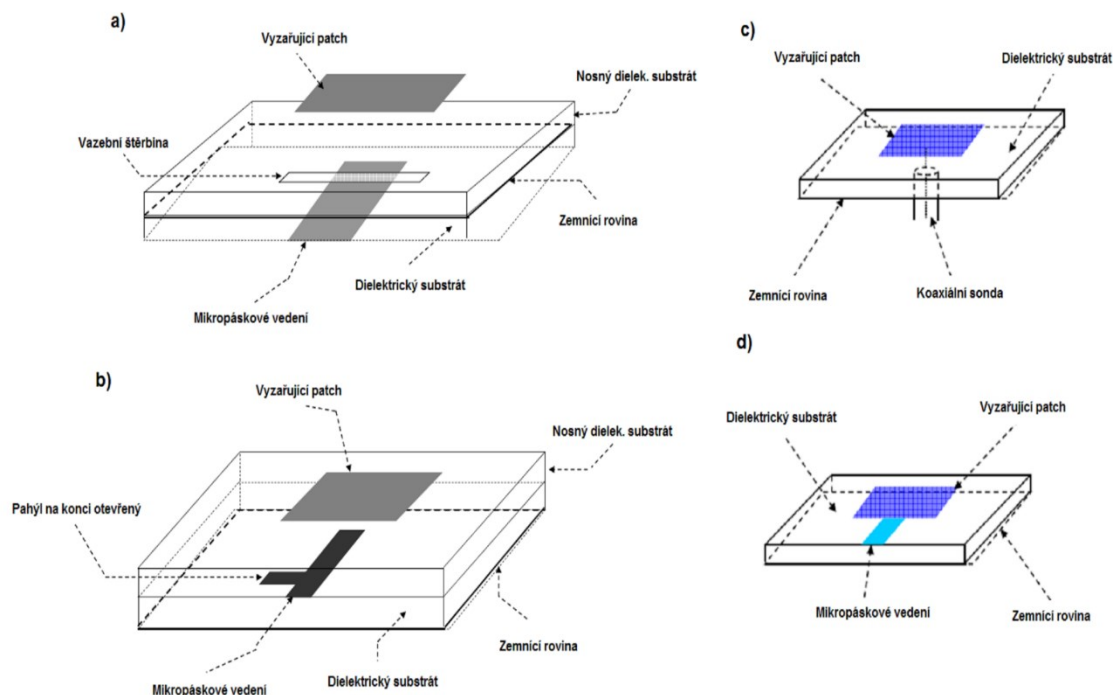 a)
Vyzařující patch
Nosný dielek. substrát
Vazební štěrbina
Zemnící rovina
Dielektrický substrát
Mikropáskové vedení
b)
Vyzařující patch
Nosný dielek. substrát
Pahýl na konci otevřený
Zemnící rovina
Dielektrický substrát
Mikropáskové vedení
c)
Vyzařující patch
Dielektrický substrát
Zemnící rovina
Koaxiální sonda
d)
Dielektrický substrát
Vyzařující patch
Mikropáskové vedení
Zemnící rovina